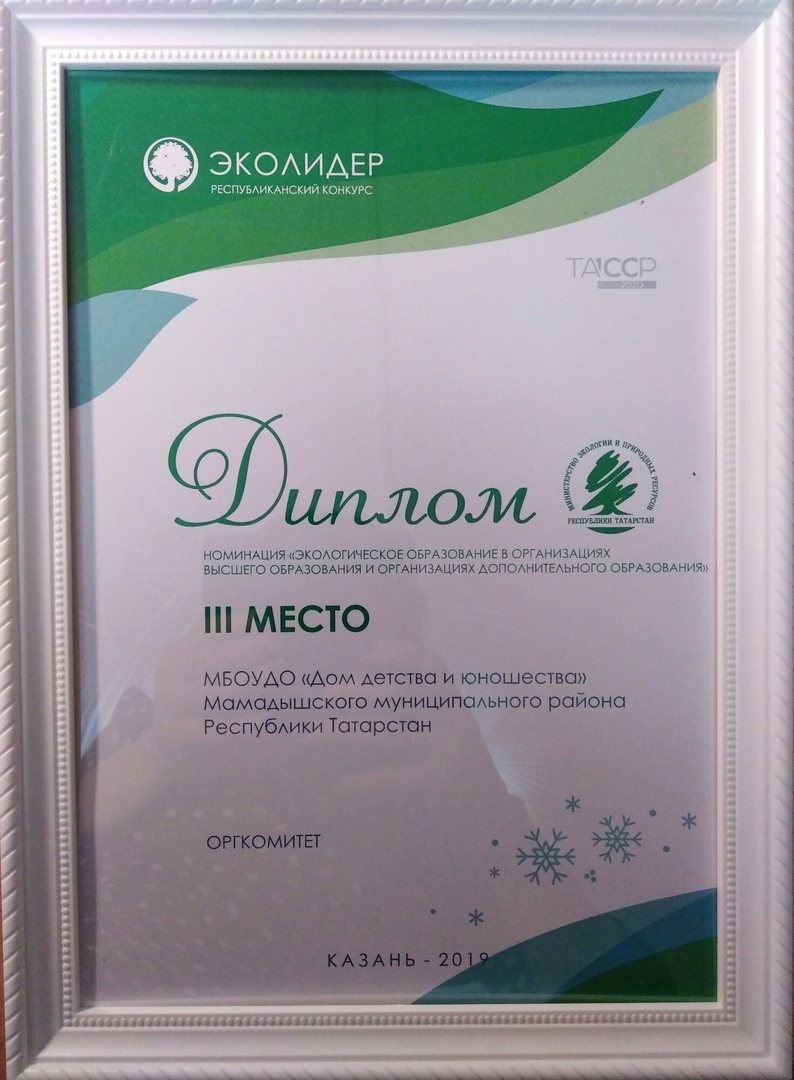 ЭКОЛИДЕР
РЕСПУБЛИКАНСКИЙ КОНКУРС
ТАССР
2020
Диплом
МИНИСТЕРСТВО ЭКОЛОГИИ И ПРИРОДНЫХ РЕСУРСОВ
РЕСПУБЛИКИ ТАТАРСТАН
НОМИНАЦИЯ «ЭКОЛОГИЧЕСКОЕ ОБРАЗОВАНИЕ В ОРГАНИЗАЦИЯХ
ВЫСШЕГО ОБРАЗОВАНИЯ И ОРГАНИЗАЦИЯХ ДОПОЛНИТЕЛЬНОГО ОБРАЗОВАНИЯ»
III МЕСТО
МБОУДО «Дом детства и юношества»
Мамадышского муниципального района
Республики Татарстан
ОРГКОМИТЕТ
КАЗАНЬ - 2019